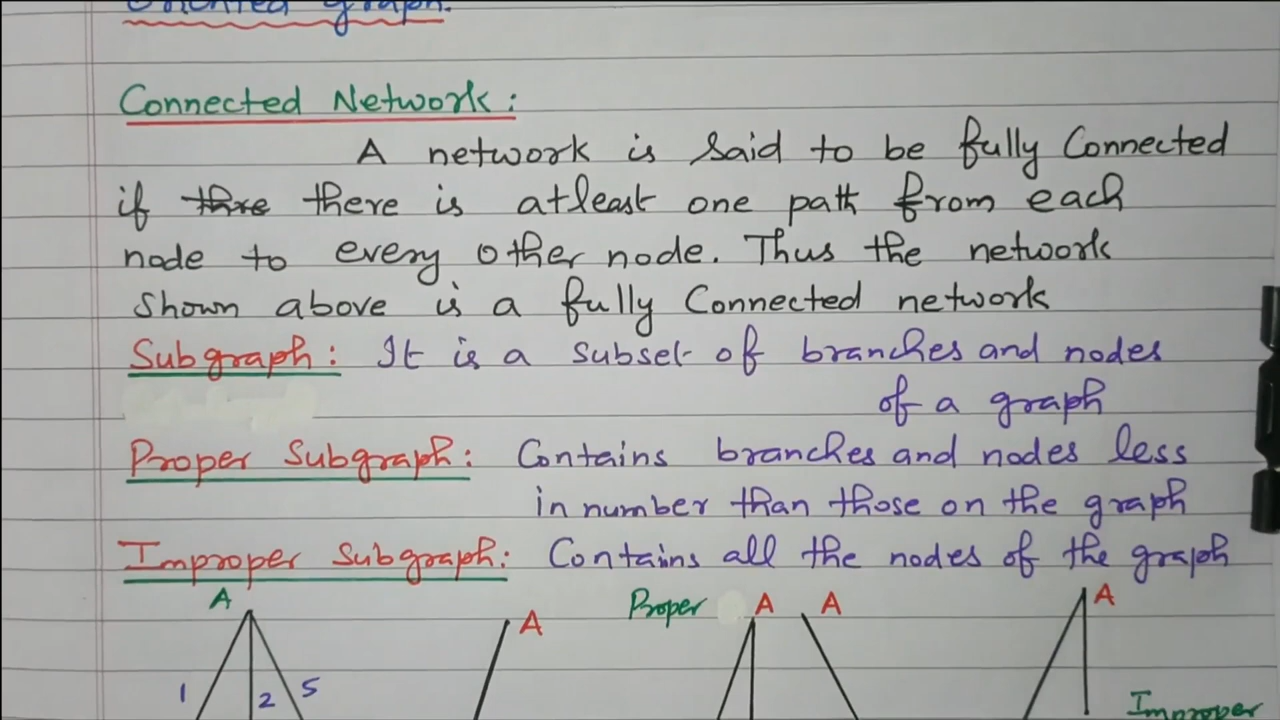 Oriented graph.
Connected Network:
A network is said to be fully Connected
if thre there is atleast one path from each
node to every other node. Thus the network
shown above is a fully Connected network
Subgraph: It is a subset of branches and nodes
of a graph
Proper Subgraph: Contains branches and nodes less
in number than those on the graph
Improper Subgraph: Contains all the nodes of the graph
A A Proper A A A
1 2 5 Improper